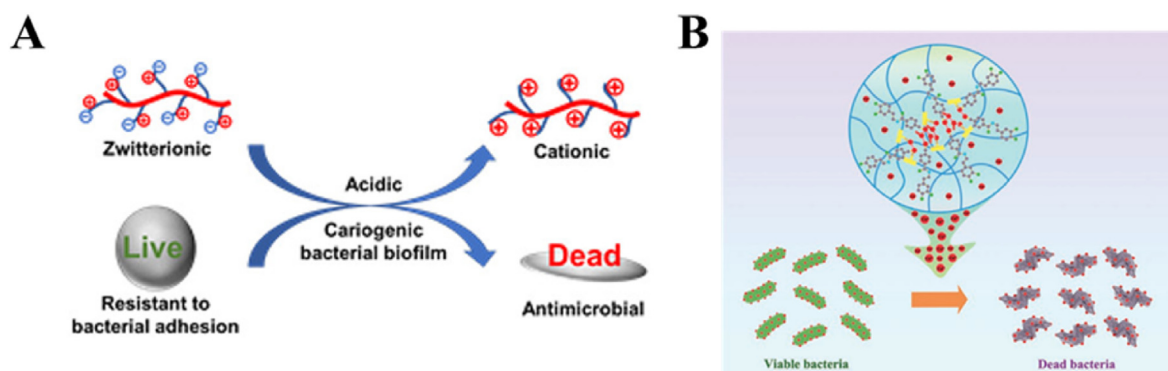 A
Zwitterionic
Cationic
Acidic
Cariogenic
bacterial biofilm
Live
Resistant to
bacterial adhesion
Dead
Antimicrobial
B
Viable bacteria
Dead bacteria